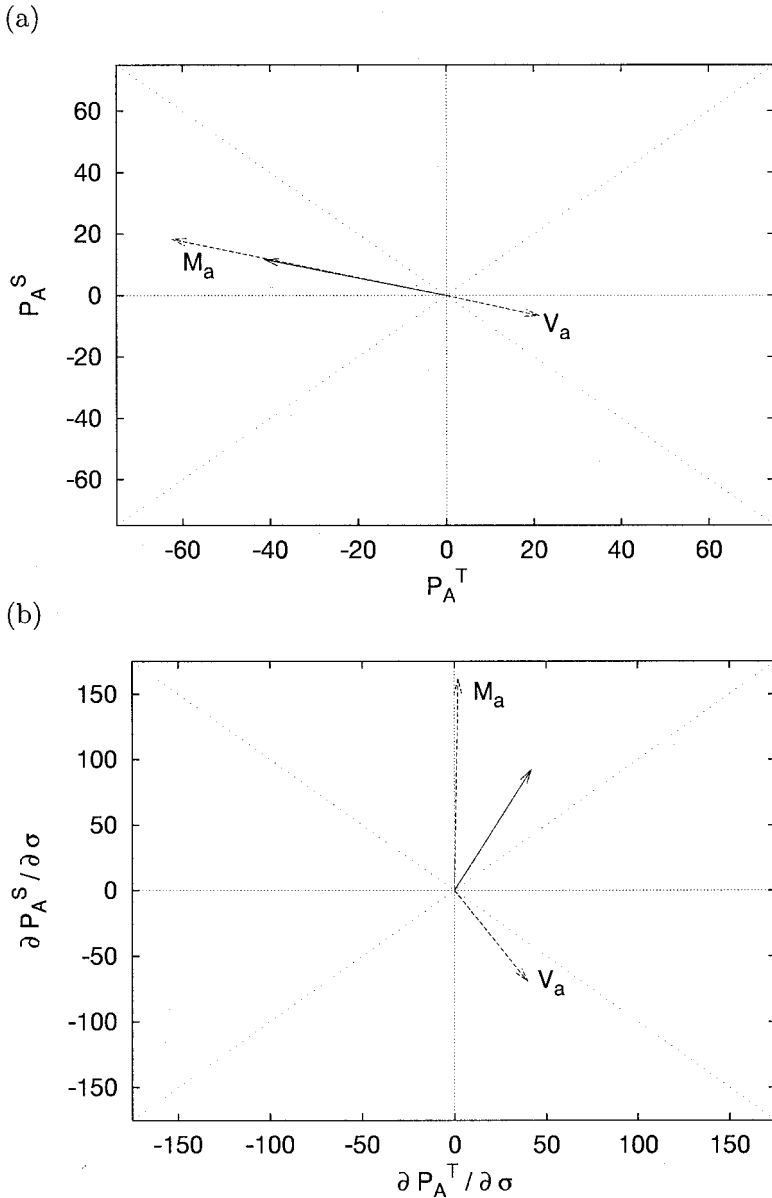 (a)
60
40
20
0
-20
-40
-60
P_A^S
M_a
V_a
-60 -40 -20 0 20 40 60
P_A^T
(b)
150
100
50
0
-50
-100
-150
∂ P_A^S / ∂ σ
M_a
V_a
-150 -100 -50 0 50 100 150
∂ P_A^T / ∂ σ